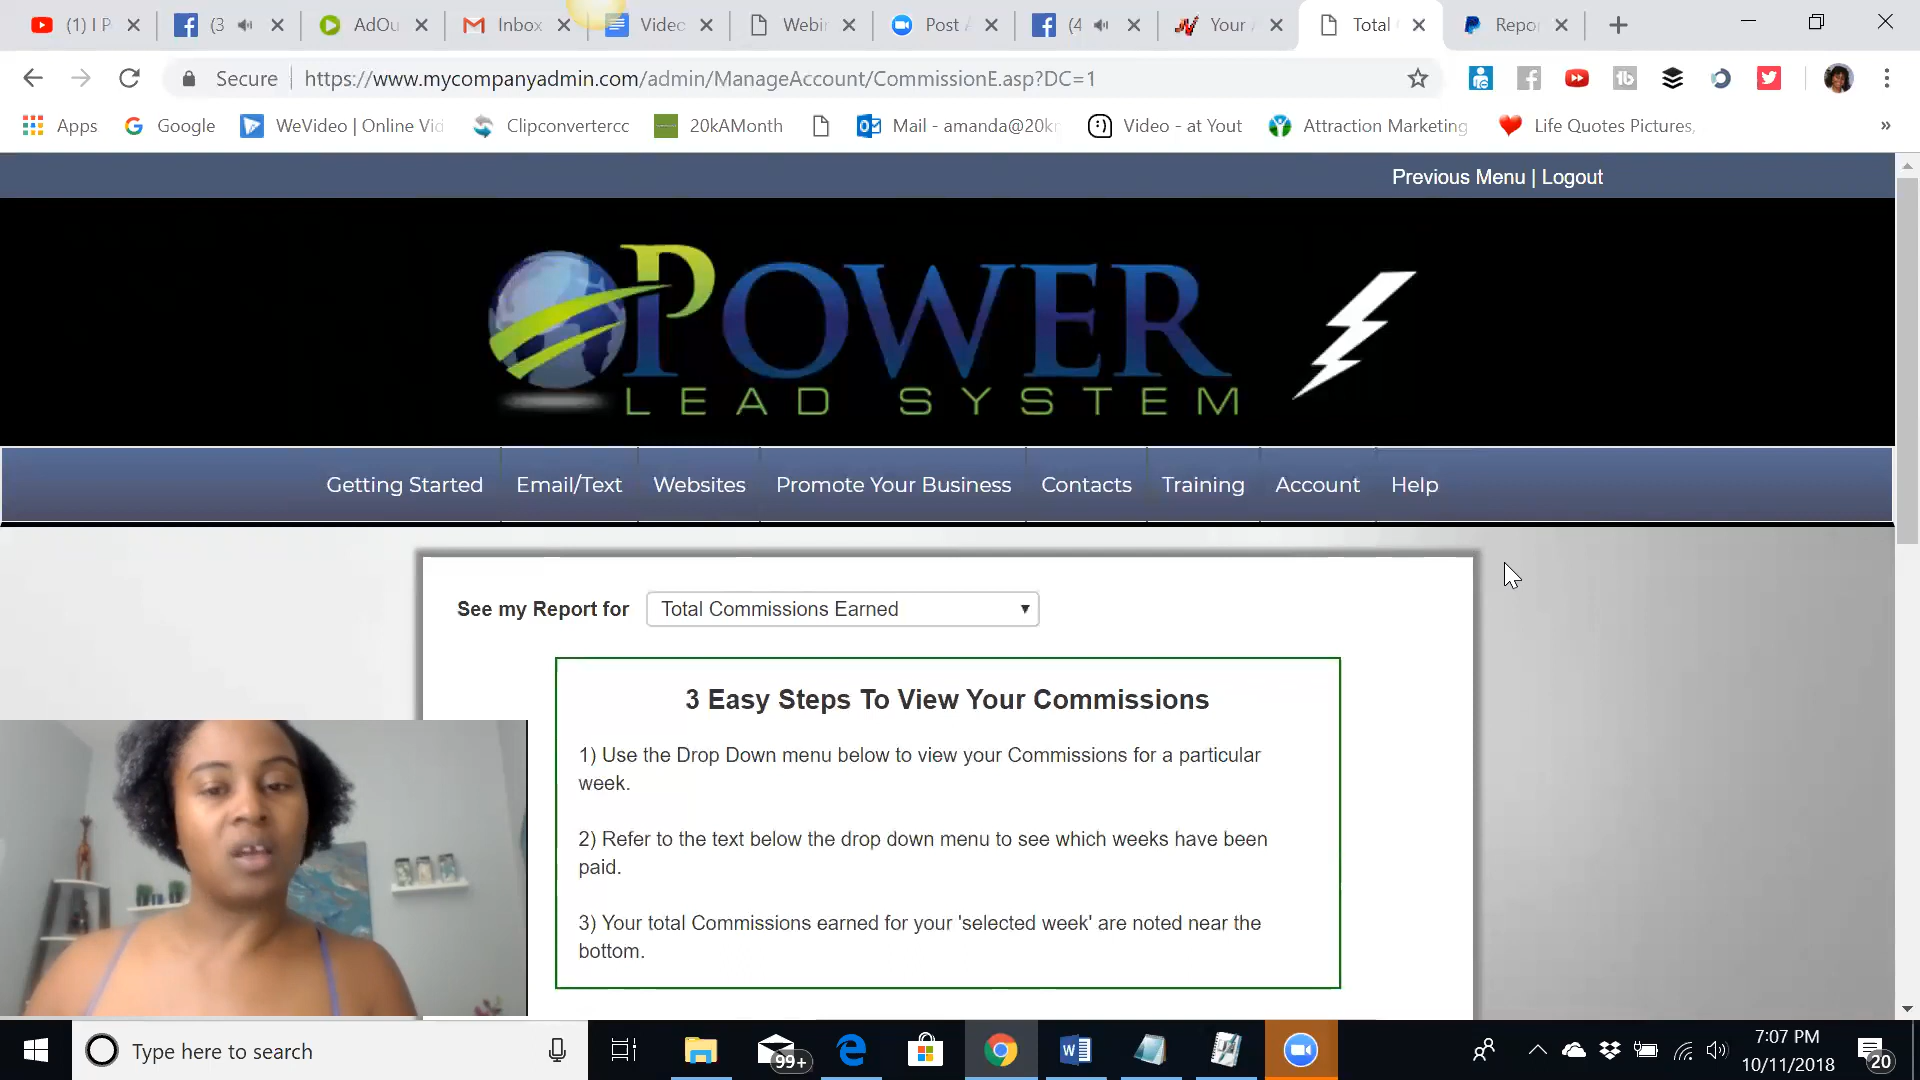 (1) I P
(3
AdOu
Inbox
Video
Webin
Post A
(4
Your A
Total
Repor
Secure https://www.mycompanyadmin.com/admin/ManageAccount/CommissionE.asp?DC=1
Apps
Google
WeVideo | Online Vid
Clipconvertercc
20kAMonth
Mail - amanda@20km
Video - at Yout
Attraction Marketing
Life Quotes Pictures,
»
Previous Menu | Logout
POWER
LEAD SYSTEM
Getting Started
Email/Text
Websites
Promote Your Business
Contacts
Training
Account
Help
See my Report for
Total Commissions Earned
3 Easy Steps To View Your Commissions
1) Use the Drop Down menu below to view your Commissions for a particular
week.
2) Refer to the text below the drop down menu to see which weeks have been
paid.
3) Your total Commissions earned for your 'selected week' are noted near the
bottom.
Type here to search
99+
7:07 PM
10/11/2018
20